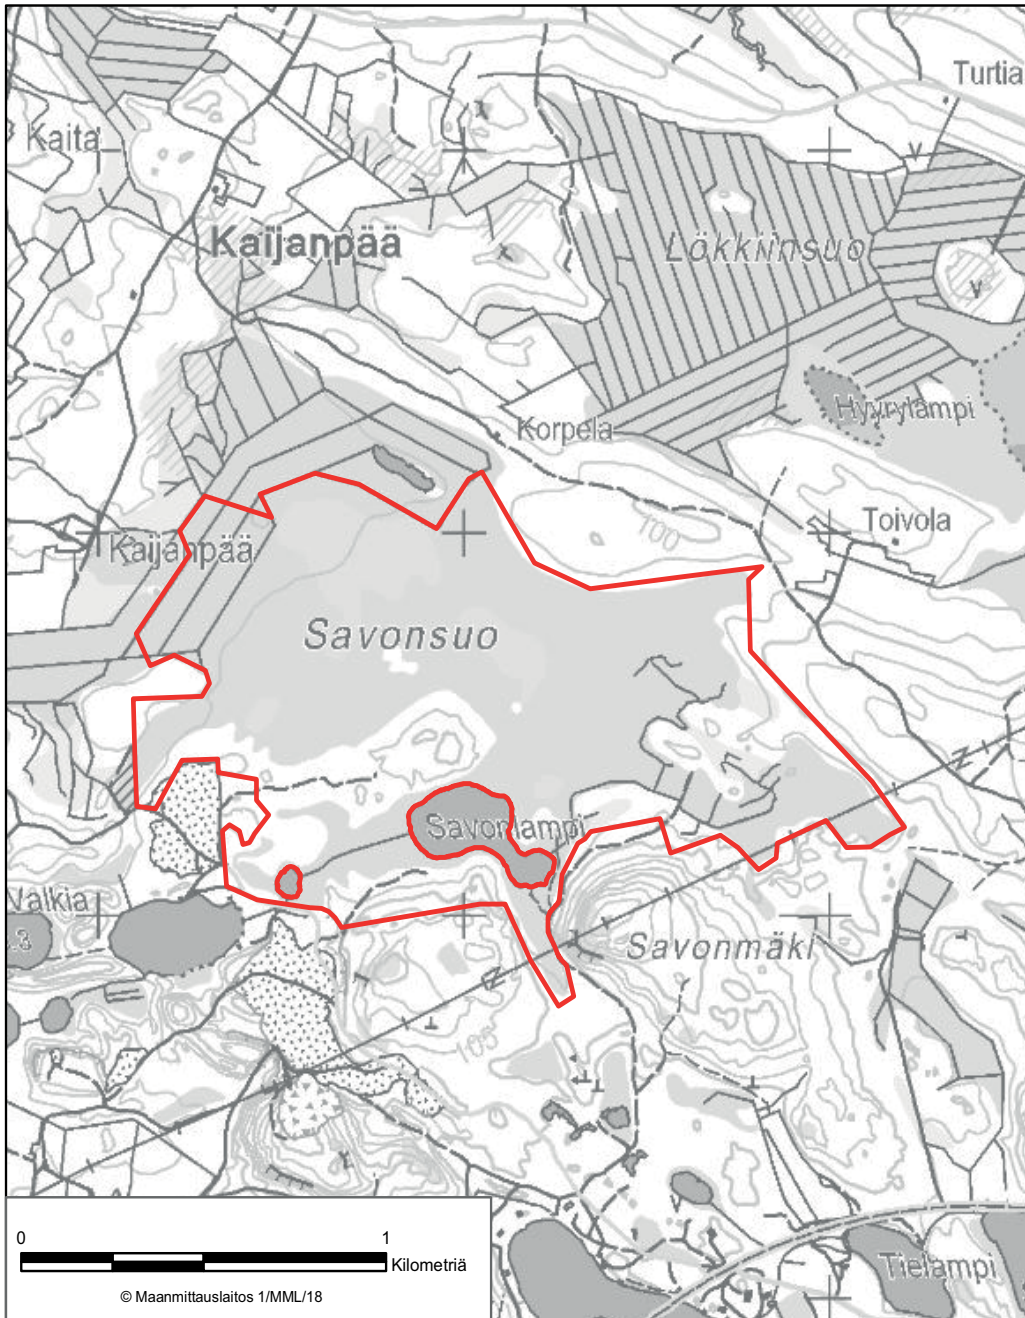 Turtia
Kaita
Kaijanpää
Lökkiinsuo
Hyyrylampi
Korpela
100
Toivola
Kaijanpää
Savonsuo
Savonlampi
Valkia
.3
Savonmäki
105
Tielampi
0 1
Kilometriä
© Maanmittauslaitos 1/MML/18